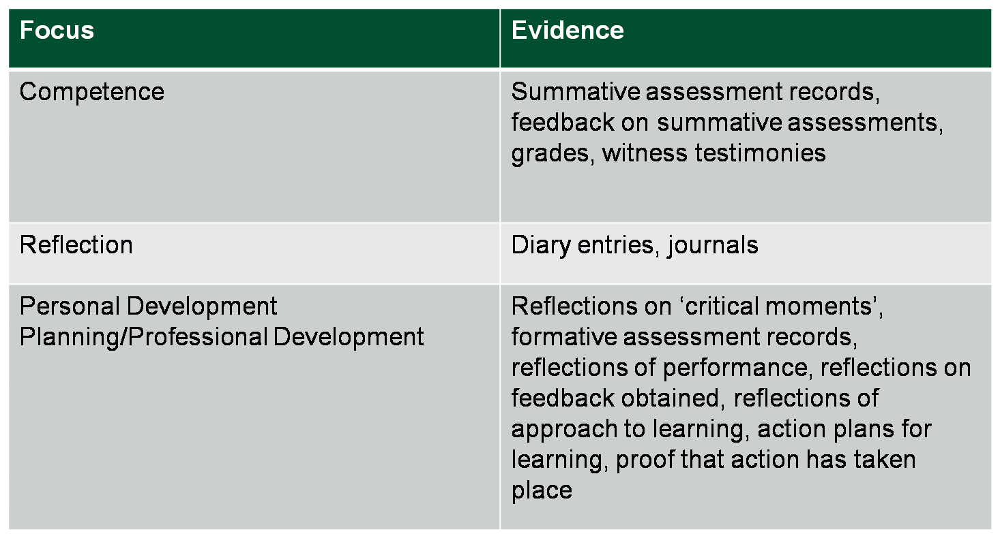 Focus
Evidence
Competence
Summative assessment records,
feedback on summative assessments,
grades, witness testimonies
Reflection
Diary entries, journals
Personal Development
Planning/Professional Development
Reflections on ‘critical moments’,
formative assessment records,
reflections of performance, reflections on
feedback obtained, reflections of
approach to learning, action plans for
learning, proof that action has taken
place